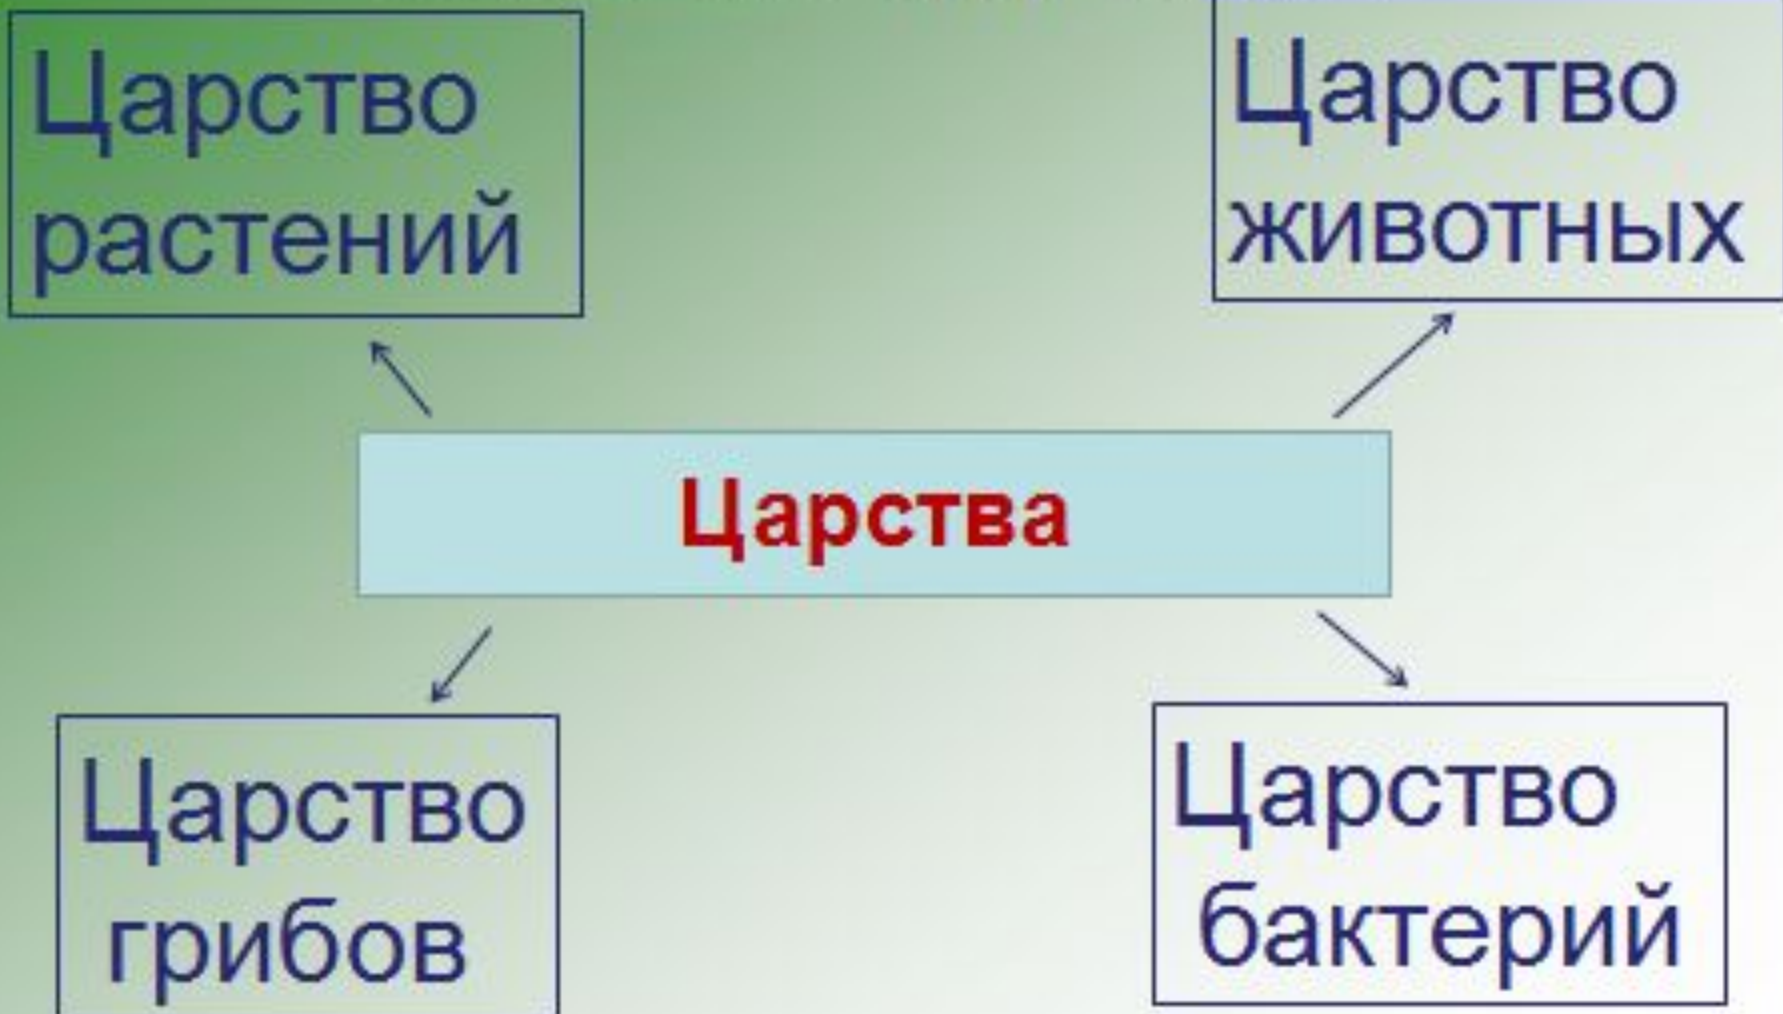 Царство
растений
Царство
животных
Царства
Царство
грибов
Царство
бактерий